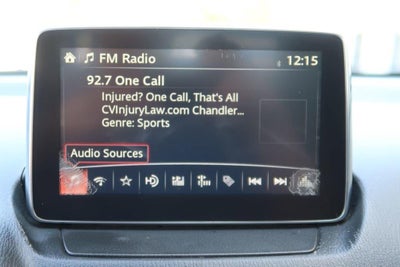 FM Radio 12:15
92.7 One Call
Injured? One Call, That's All
CVInjuryLaw.com Chandler...
Genre: Sports
Audio Sources